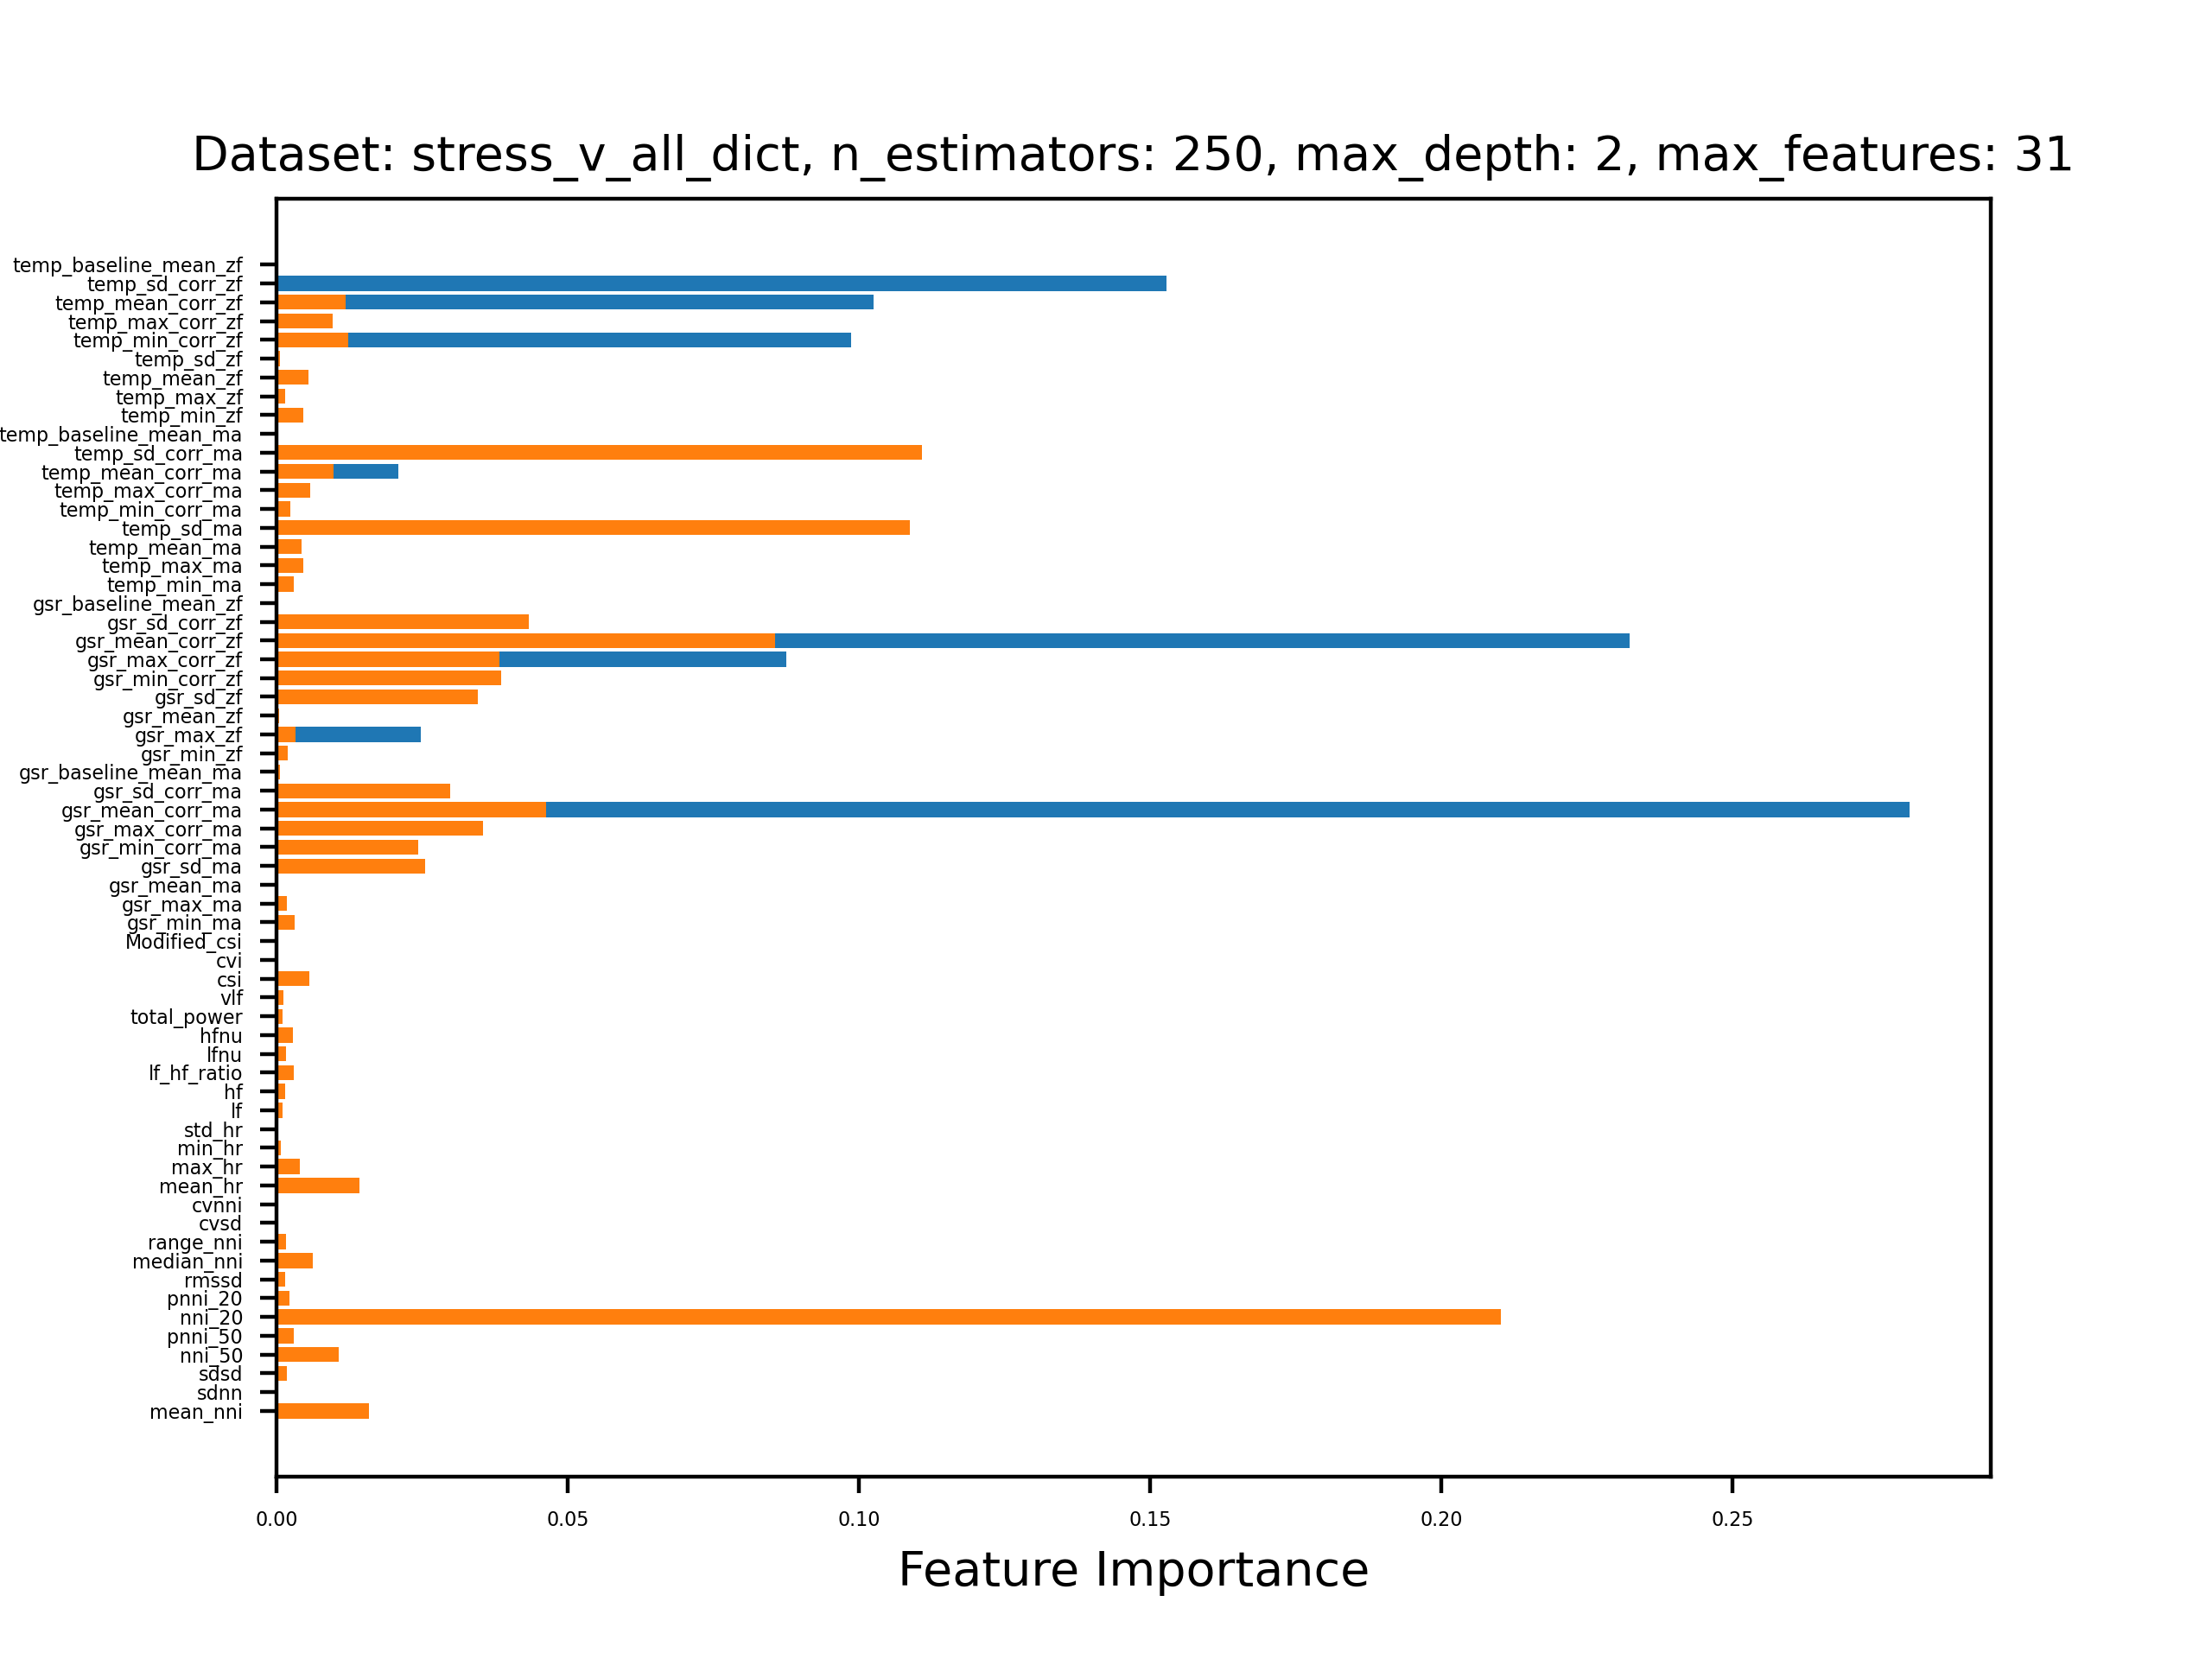 Dataset: stress_v_all_dict, n_estimators: 250, max_depth: 2, max_features: 31
temp_baseline_mean_zf
temp_sd_corr_zf
temp_mean_corr_zf
temp_max_corr_zf
temp_min_corr_zf
temp_sd_zf
temp_mean_zf
temp_max_zf
temp_min_zf
temp_baseline_mean_ma
temp_sd_corr_ma
temp_mean_corr_ma
temp_max_corr_ma
temp_min_corr_ma
temp_sd_ma
temp_mean_ma
temp_max_ma
temp_min_ma
gsr_baseline_mean_zf
gsr_sd_corr_zf
gsr_mean_corr_zf
gsr_max_corr_zf
gsr_min_corr_zf
gsr_sd_zf
gsr_mean_zf
gsr_max_zf
gsr_min_zf
gsr_baseline_mean_ma
gsr_sd_corr_ma
gsr_mean_corr_ma
gsr_max_corr_ma
gsr_min_corr_ma
gsr_sd_ma
gsr_mean_ma
gsr_max_ma
gsr_min_ma
Modified_csi
cvi
csi
vlf
total_power
hfnu
lfnu
lf_hf_ratio
hf
lf
std_hr
min_hr
max_hr
mean_hr
cvnni
cvsd
range_nni
median_nni
rmssd
pnni_20
nni_20
pnni_50
nni_50
sdsd
sdnn
mean_nni
0.00 0.05 0.10 0.15 0.20 0.25
Feature Importance